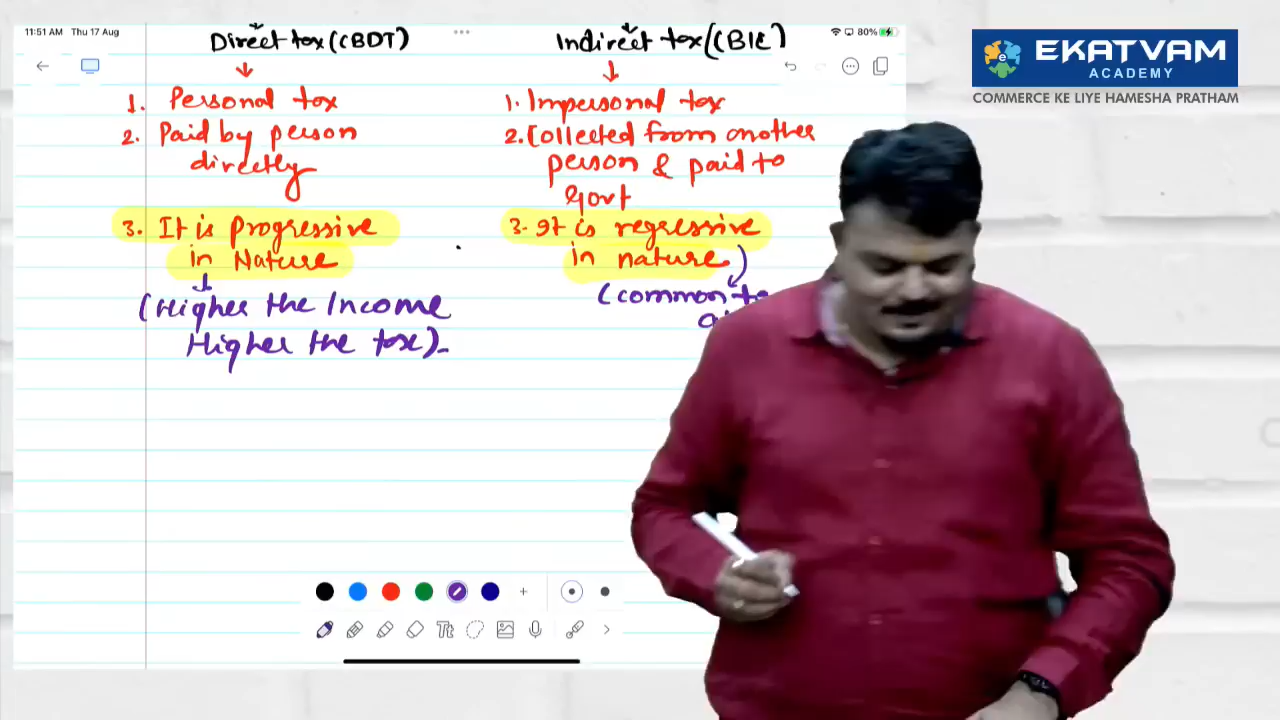 11:51 AM Thu 17 Aug
80%
Direct tax (CBDT)
1. Personal tax
2. Paid by person
directly
3. It is progressive
in Nature
(Higher the Income
Higher the tax)
Indirect tax (CBIC)
1. Impersonal tax
2. Collected from another
person & paid to
Govt
3. It is regressive
in nature
(common to
Tt
EKATVAM
ACADEMY
COMMERCE KE LIYE HAMESHA PRATHAM